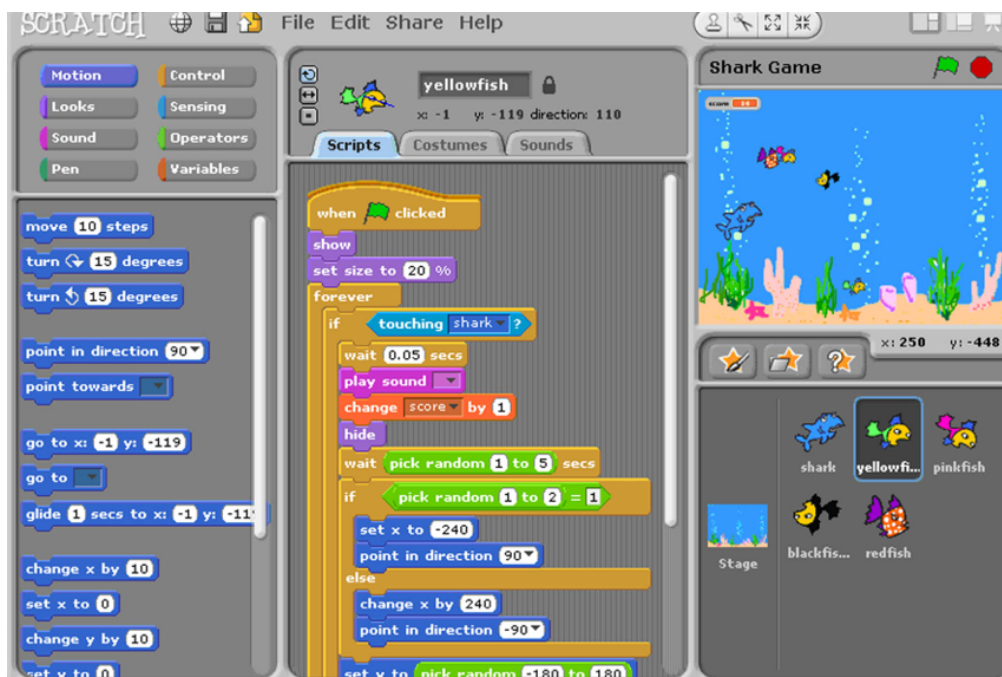 SCRATCH File Edit Share Help
Motion Control
Looks Sensing
Sound Operators
Pen Variables
move 10 steps
turn 15 degrees
turn 15 degrees
point in direction 90
point towards
go to x: -1 y: -119
go to
glide 1 secs to x: -1 y: -11
change x by 10
set x to 0
change y by 10
set y to 0
yellowfish
x: -1 y: -119 direction: 110
Scripts Costumes Sounds
when clicked
show
set size to 20 %
forever
if touching shark ?
wait 0.05 secs
play sound
change score by 1
hide
wait pick random 1 to 5 secs
if pick random 1 to 2 = 1
set x to -240
point in direction 90
else
change x by 240
point in direction -90
set y to pick random -180 to 180
Shark Game
score
x: 250 y: -448
shark yellowfi... pinkfish
Stage
blackfis... redfish